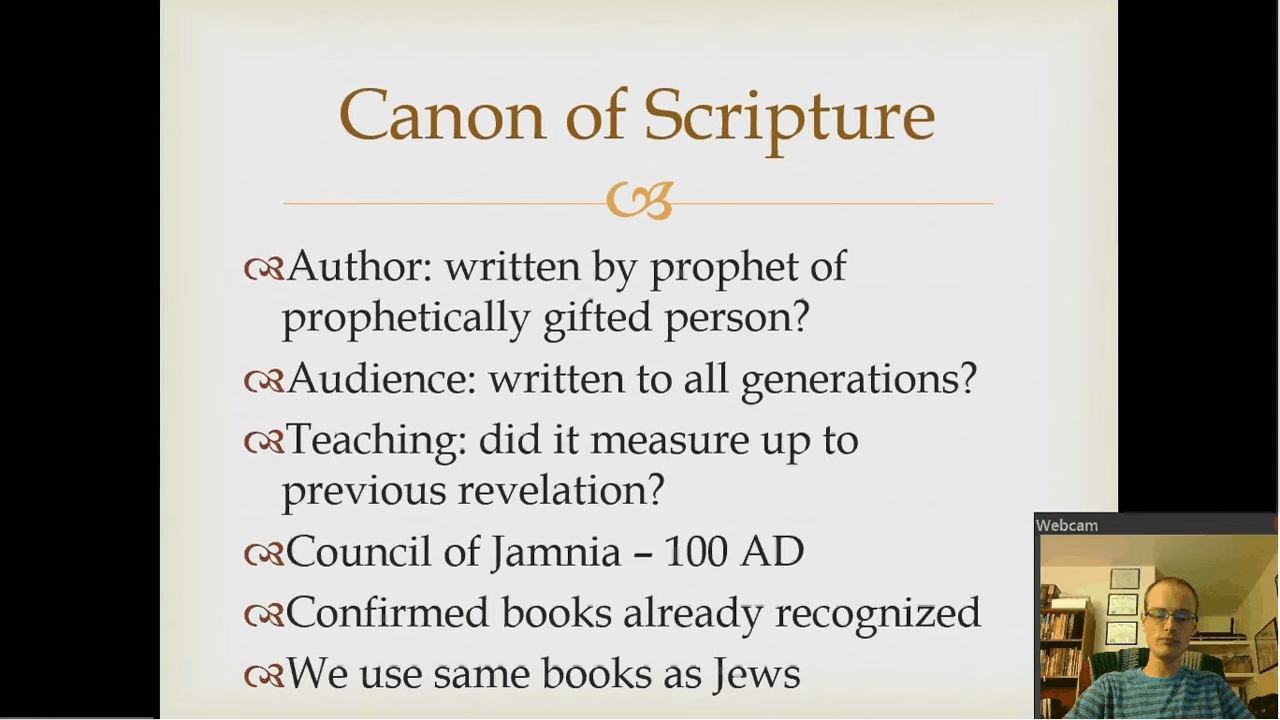 Canon of Scripture
Author: written by prophet of
prophetically gifted person?
Audience: written to all generations?
Teaching: did it measure up to
previous revelation?
Council of Jamnia – 100 AD
Confirmed books already recognized
We use same books as Jews
Webcam